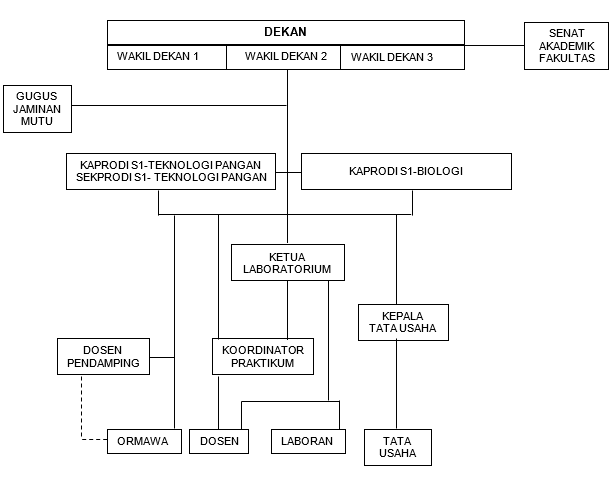 DEKAN
WAKIL DEKAN 1
WAKIL DEKAN 2
WAKIL DEKAN 3
SENAT
AKADEMIK
FAKULTAS
GUGUS
JAMINAN
MUTU
KAPRODI S1-TEKNOLOGI PANGAN
SEKPRODI S1- TEKNOLOGI PANGAN
KAPRODI S1-BIOLOGI
KETUA
LABORATORIUM
KEPALA
TATA USAHA
DOSEN
PENDAMPING
KOORDINATOR
PRAKTIKUM
ORMAWA
DOSEN
LABORAN
TATA
USAHA